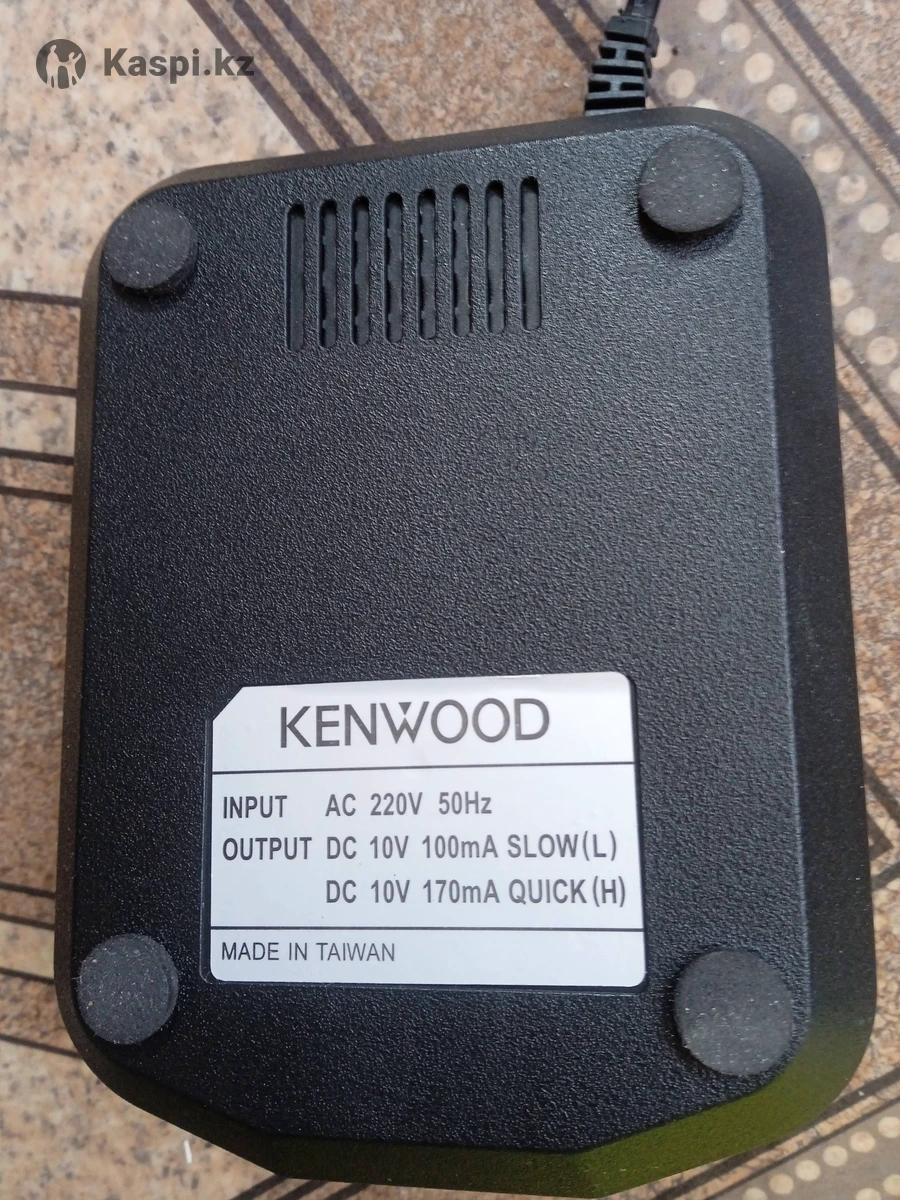 Kaspi.kz
KENWOOD
INPUT AC 220V 50Hz
OUTPUT DC 10V 100mA SLOW(L)
DC 10V 170mA QUICK(H)
MADE IN TAIWAN